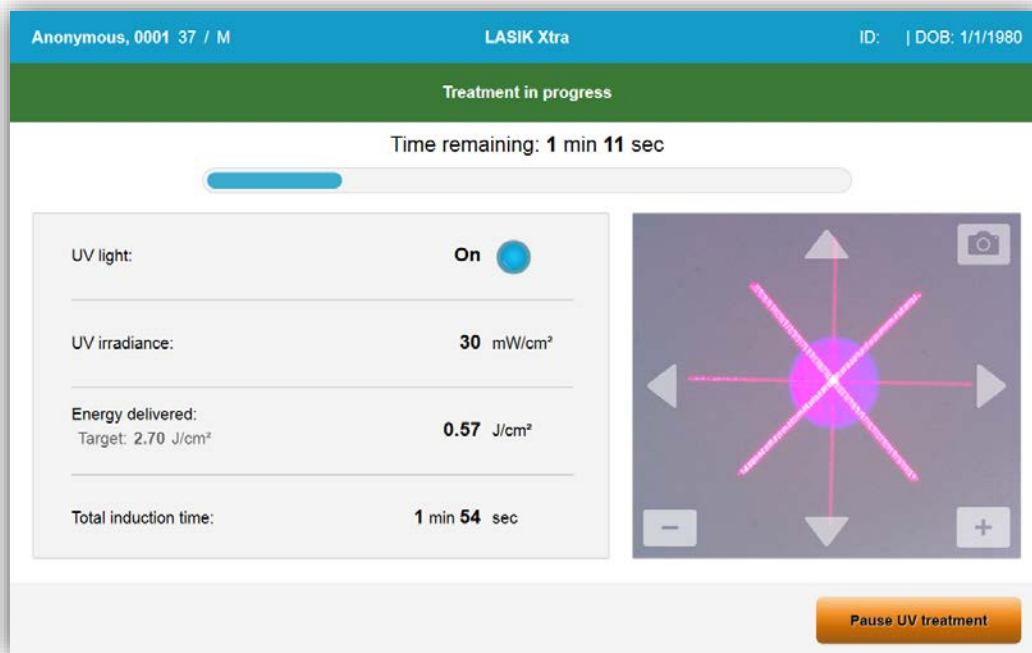 Anonymous, 0001 37 / M LASIK Xtra ID: | DOB: 1/1/1980
Treatment in progress
Time remaining: 1 min 11 sec
UV light: On
UV irradiance: 30 mW/cm²
Energy delivered:
Target: 2.70 J/cm² 0.57 J/cm²
Total induction time: 1 min 54 sec
Pause UV treatment